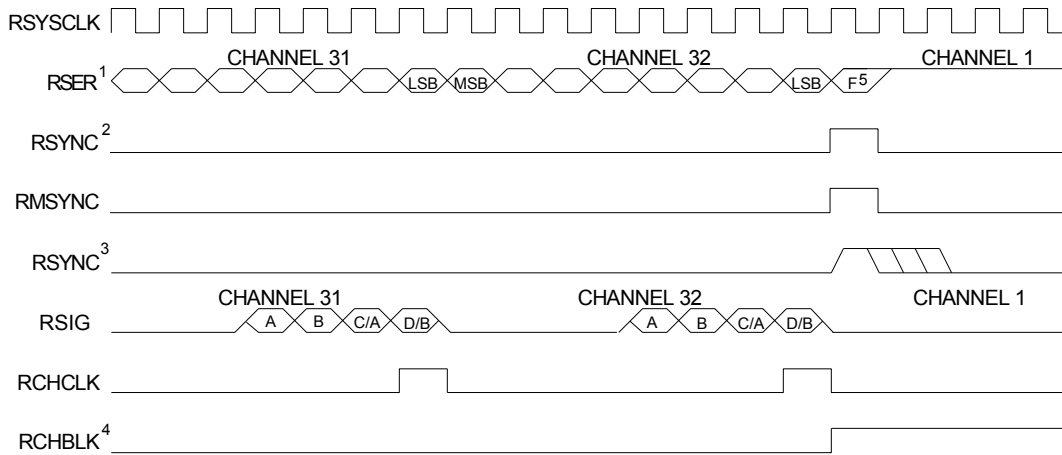 RSYSCLK
CHANNEL 31 CHANNEL 32 CHANNEL 1
RSER1 LSB MSB LSB F5
RSYNC2
RMSYNC
RSYNC3
CHANNEL 31 CHANNEL 32 CHANNEL 1
RSIG A B C/A D/B A B C/A D/B
RCHCLK
RCHBLK4